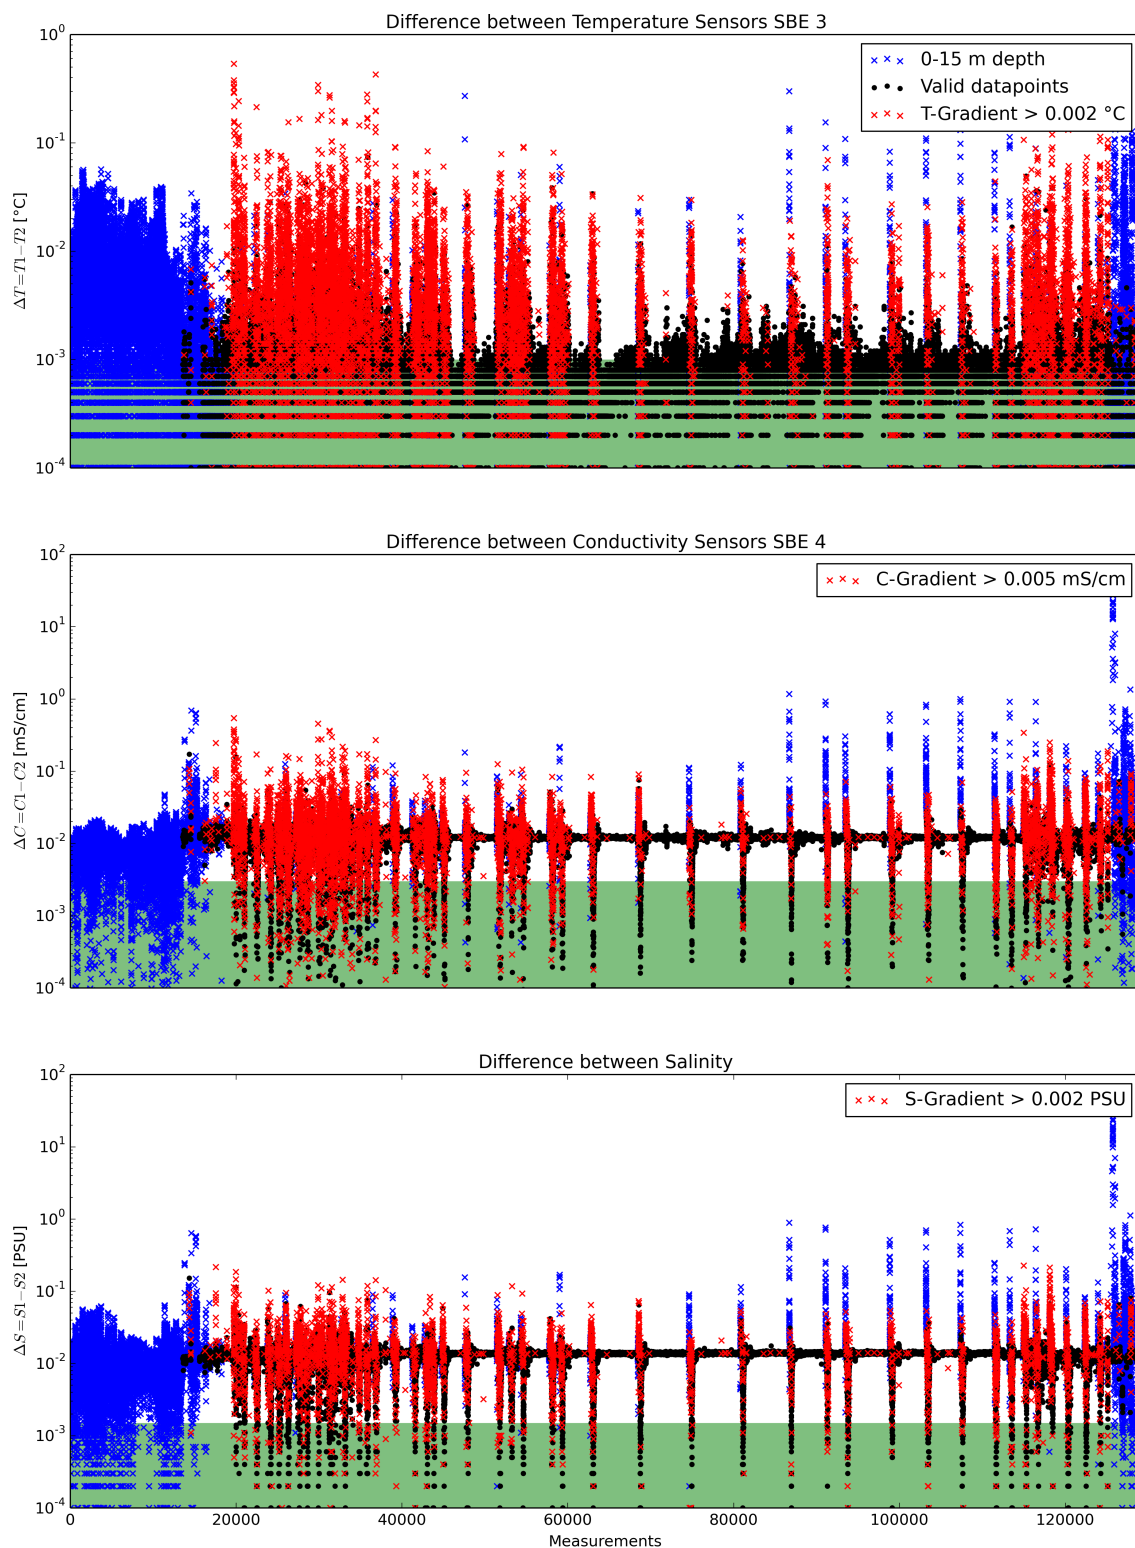 Difference between Temperature Sensors SBE 3
10^0
10^-1
10^-2
10^-3
10^-4
ΔT=T1−T2 [°C]
0-15 m depth
Valid datapoints
T-Gradient > 0.002 °C
Difference between Conductivity Sensors SBE 4
10^2
10^1
10^0
10^-1
10^-2
10^-3
10^-4
ΔC=C1−C2 [mS/cm]
C-Gradient > 0.005 mS/cm
Difference between Salinity
10^2
10^1
10^0
10^-1
10^-2
10^-3
10^-4
ΔS=S1−S2 [PSU]
S-Gradient > 0.002 PSU
0 20000 40000 60000 80000 100000 120000
Measurements